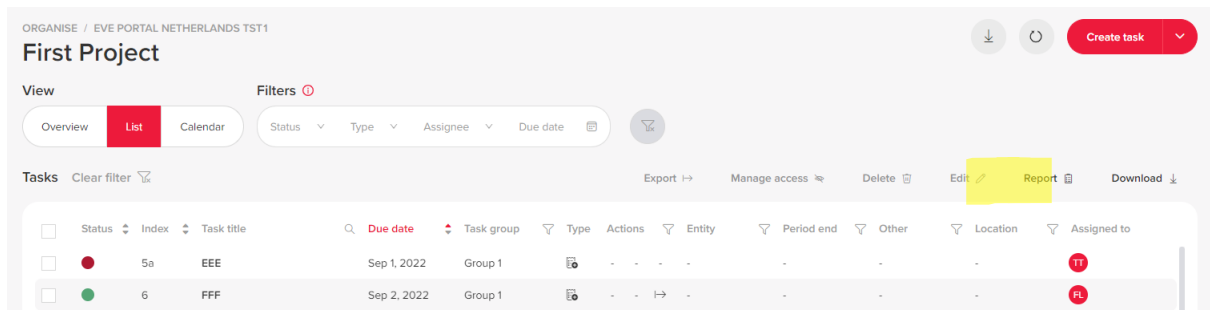 ORGANISE / EVE PORTAL NETHERLANDS TST1
First Project
Create task
View Filters
Overview List Calendar Status Type Assignee Due date
Tasks Clear filter Export Manage access Delete Edit Report Download
Status Index Task title Due date Task group Type Actions Entity Period end Other Location Assigned to
5a EEE Sep 1, 2022 Group 1 - - - - - - - TT
6 FFF Sep 2, 2022 Group 1 - - - - - - FL